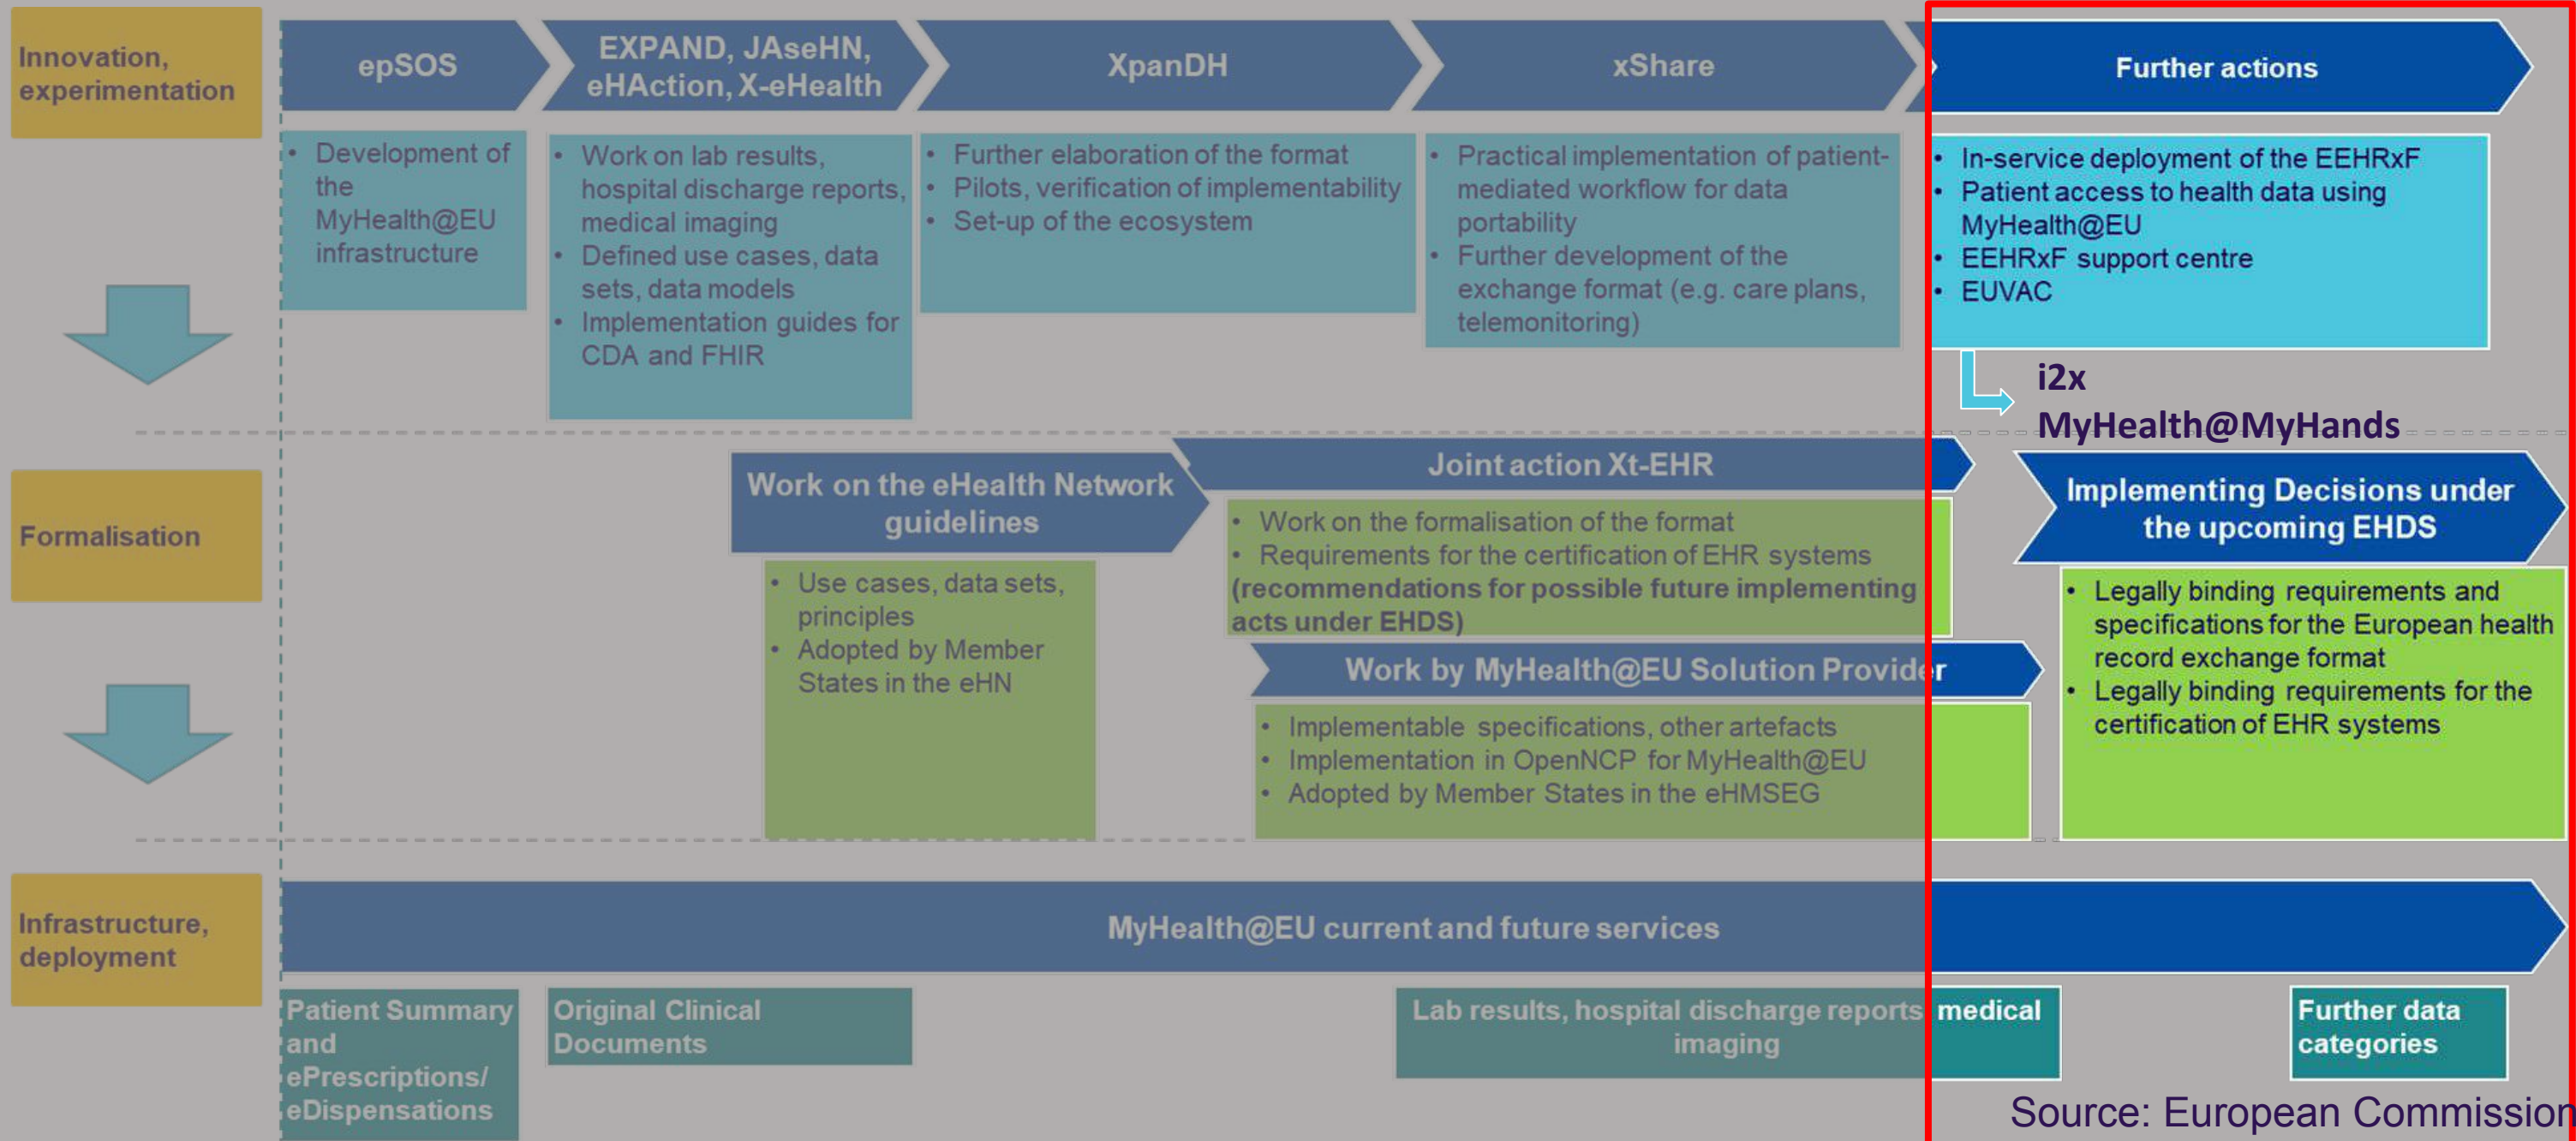 Innovation,
experimentation
epSOS
EXPAND, JAseHN,
eHAction, X-eHealth
XpanDH
xShare
Further actions
• Development of
the
MyHealth@EU
infrastructure
• Work on lab results,
hospital discharge reports,
medical imaging
• Defined use cases, data
sets, data models
• Implementation guides for
CDA and FHIR
• Further elaboration of the format
• Pilots, verification of implementability
• Set-up of the ecosystem
• Practical implementation of patient-
mediated workflow for data
portability
• Further development of the
exchange format (e.g. care plans,
telemonitoring)
• In-service deployment of the EEHRxF
• Patient access to health data using
MyHealth@EU
• EEHRxF support centre
• EUVAC
i2x
MyHealth@MyHands
Formalisation
Work on the eHealth Network
guidelines
• Use cases, data sets,
principles
• Adopted by Member
States in the eHN
Joint action Xt-EHR
• Work on the formalisation of the format
• Requirements for the certification of EHR systems
(recommendations for possible future implementing
acts under EHDS)
Work by MyHealth@EU Solution Provider
• Implementable specifications, other artefacts
• Implementation in OpenNCP for MyHealth@EU
• Adopted by Member States in the eHMSEG
Implementing Decisions under
the upcoming EHDS
• Legally binding requirements and
specifications for the European health
record exchange format
• Legally binding requirements for the
certification of EHR systems
Infrastructure,
deployment
MyHealth@EU current and future services
Patient Summary
and
ePrescriptions/
eDispensations
Original Clinical
Documents
Lab results, hospital discharge reports, medical
imaging
Further data
categories
Source: European Commission